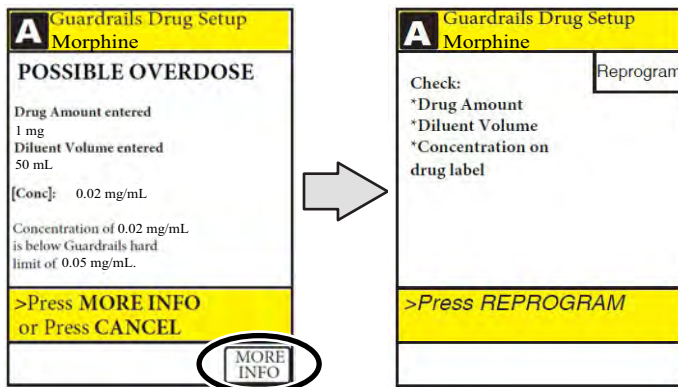 A Guardrails Drug Setup
Morphine
POSSIBLE OVERDOSE
Drug Amount entered
1 mg
Diluent Volume entered
50 mL
[Conc]: 0.02 mg/mL
Concentration of 0.02 mg/mL
is below Guardrails hard
limit of 0.05 mg/mL.
>Press MORE INFO
or Press CANCEL
MORE
INFO
A Guardrails Drug Setup
Morphine
Reprogram
Check:
*Drug Amount
*Diluent Volume
*Concentration on
drug label
>Press REPROGRAM